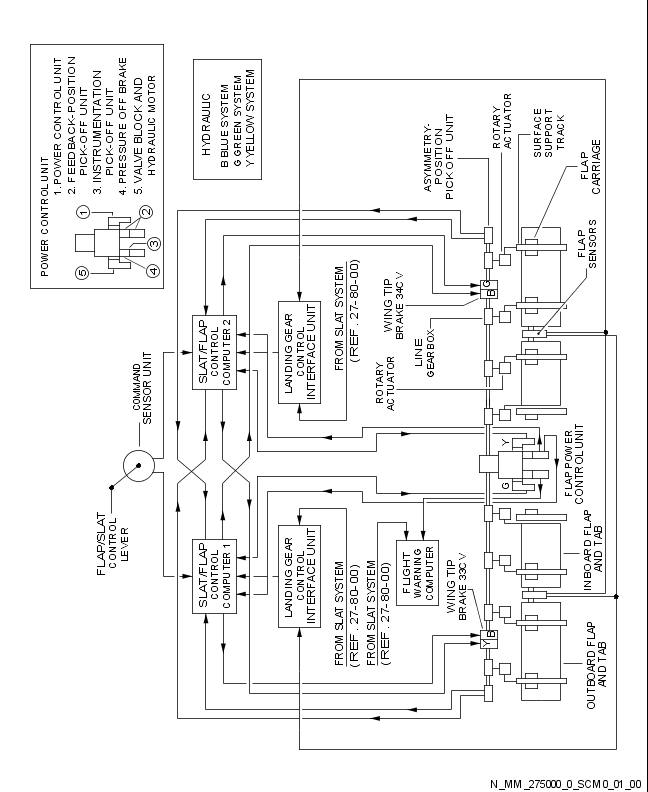 POWER CONTROL UNIT
1. POWER CONTROL UNIT
2. FEEDBACK-POSITION
PICK-OFF UNIT
3. INSTRUMENTATION
PICK-OFF UNIT
4. PRESSURE OFF BRAKE
5. VALVE BLOCK AND
HYDRAULIC MOTOR
1
2
3
4
5
HYDRAULIC
B BLUE SYSTEM
G GREEN SYSTEM
Y YELLOW SYSTEM
COMMAND
SENSOR UNIT
FLAP/SLAT
CONTROL
LEVER
SLAT/FLAP
CONTROL
COMPUTER 2
SLAT/FLAP
CONTROL
COMPUTER 1
LANDING GEAR
CONTROL
INTERFACE UNIT
LANDING GEAR
CONTROL
INTERFACE UNIT
FROM SLAT SYSTEM
(REF. 27-80-00)
FROM SLAT SYSTEM
(REF. 27-80-00)
FROM SLAT SYSTEM
(REF. 27-80-00)
FLIGHT
WARNING
COMPUTER
ASYMMETRY-
POSITION
PICK OFF UNIT
WING TIP
BRAKE 34CV
LINE
GEARBOX
ROTARY
ACTUATOR
ROTARY
ACTUATOR
SURFACE
SUPPORT
TRACK
FLAP
CARRIAGE
FLAP
SENSORS
B G
G Y
FLAP POWER
CONTROL UNIT
WING TIP
BRAKE 33CV
Y B
INBOARD FLAP
AND TAB
OUTBOARD FLAP
AND TAB
N_MM_275000_0_SCM0_01_00